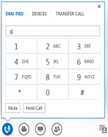 DIAL PAD DEVICES TRANSFER CALL
#
1 2 ABC 3 DEF
4 GHI 5 JKL 6 MNO
7 PQRS 8 TUV 9 WXYZ
* 0 #
Mute Hold Call